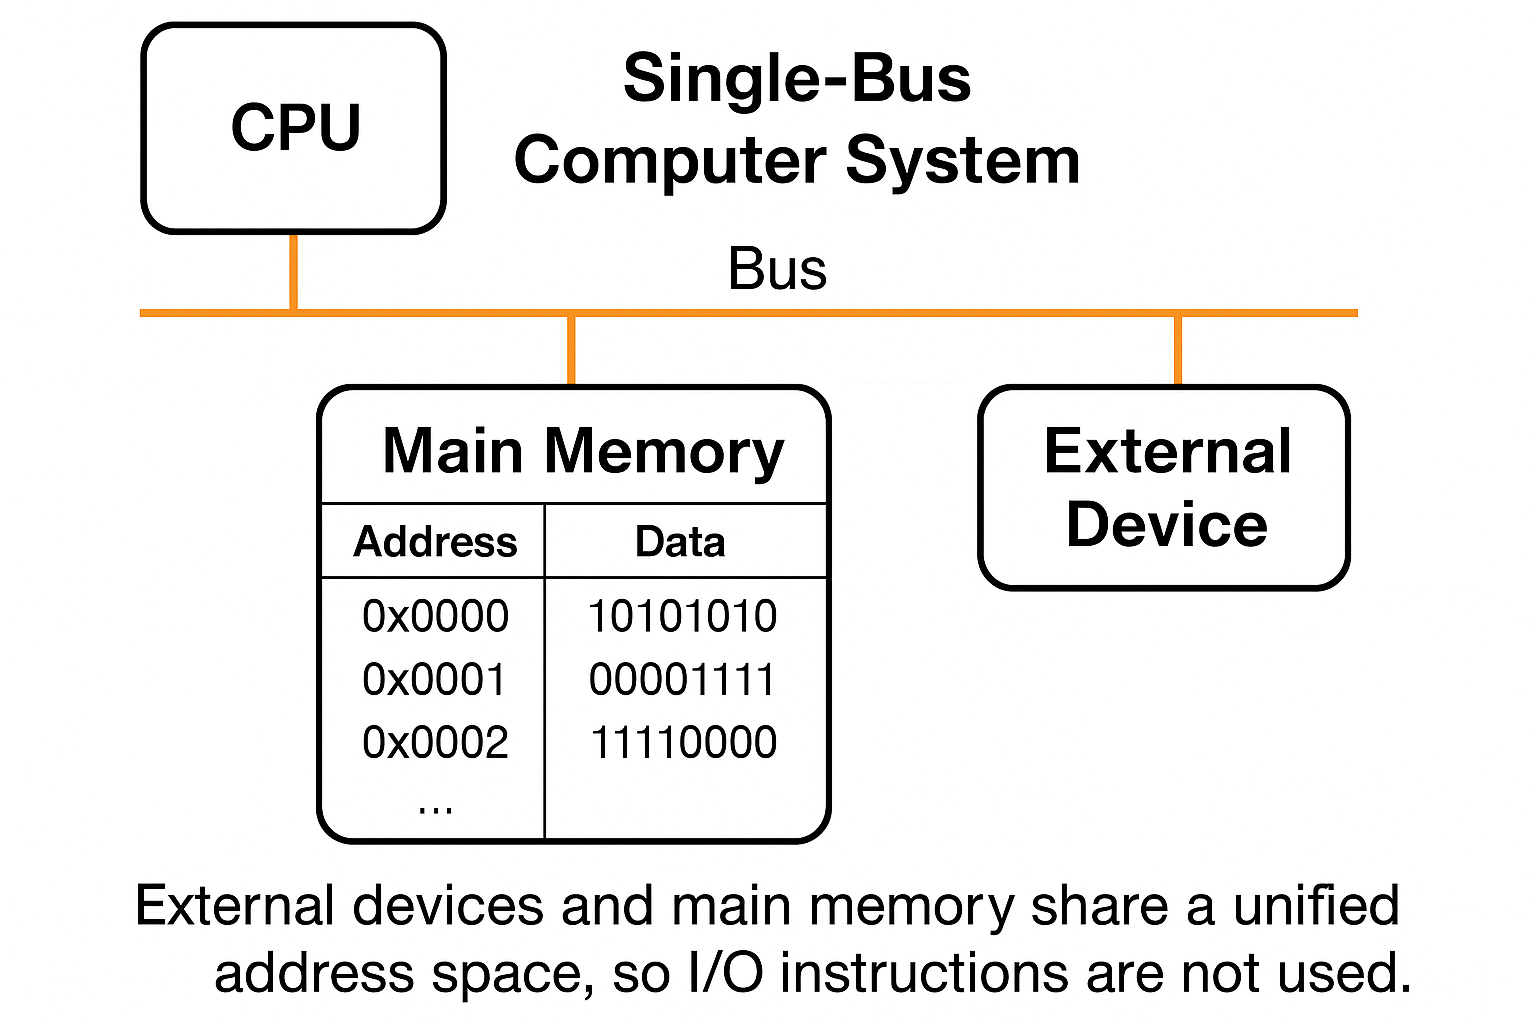 CPU
Single-Bus
Computer System
Bus
Main Memory
Address Data
0x0000 10101010
0x0001 00001111
0x0002 11110000
...
External
Device
External devices and main memory share a unified
address space, so I/O instructions are not used.